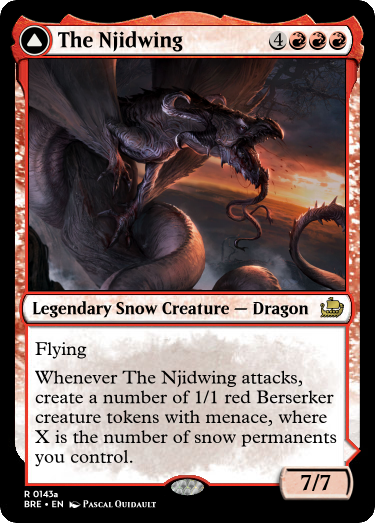 The Njidwing 4
Legendary Snow Creature — Dragon
Flying
Whenever The Njidwing attacks,
create a number of 1/1 red Berserker
creature tokens with menace, where
X is the number of snow permanents
you control.
7/7
R 0143a
BRE • EN Pascal Quidault